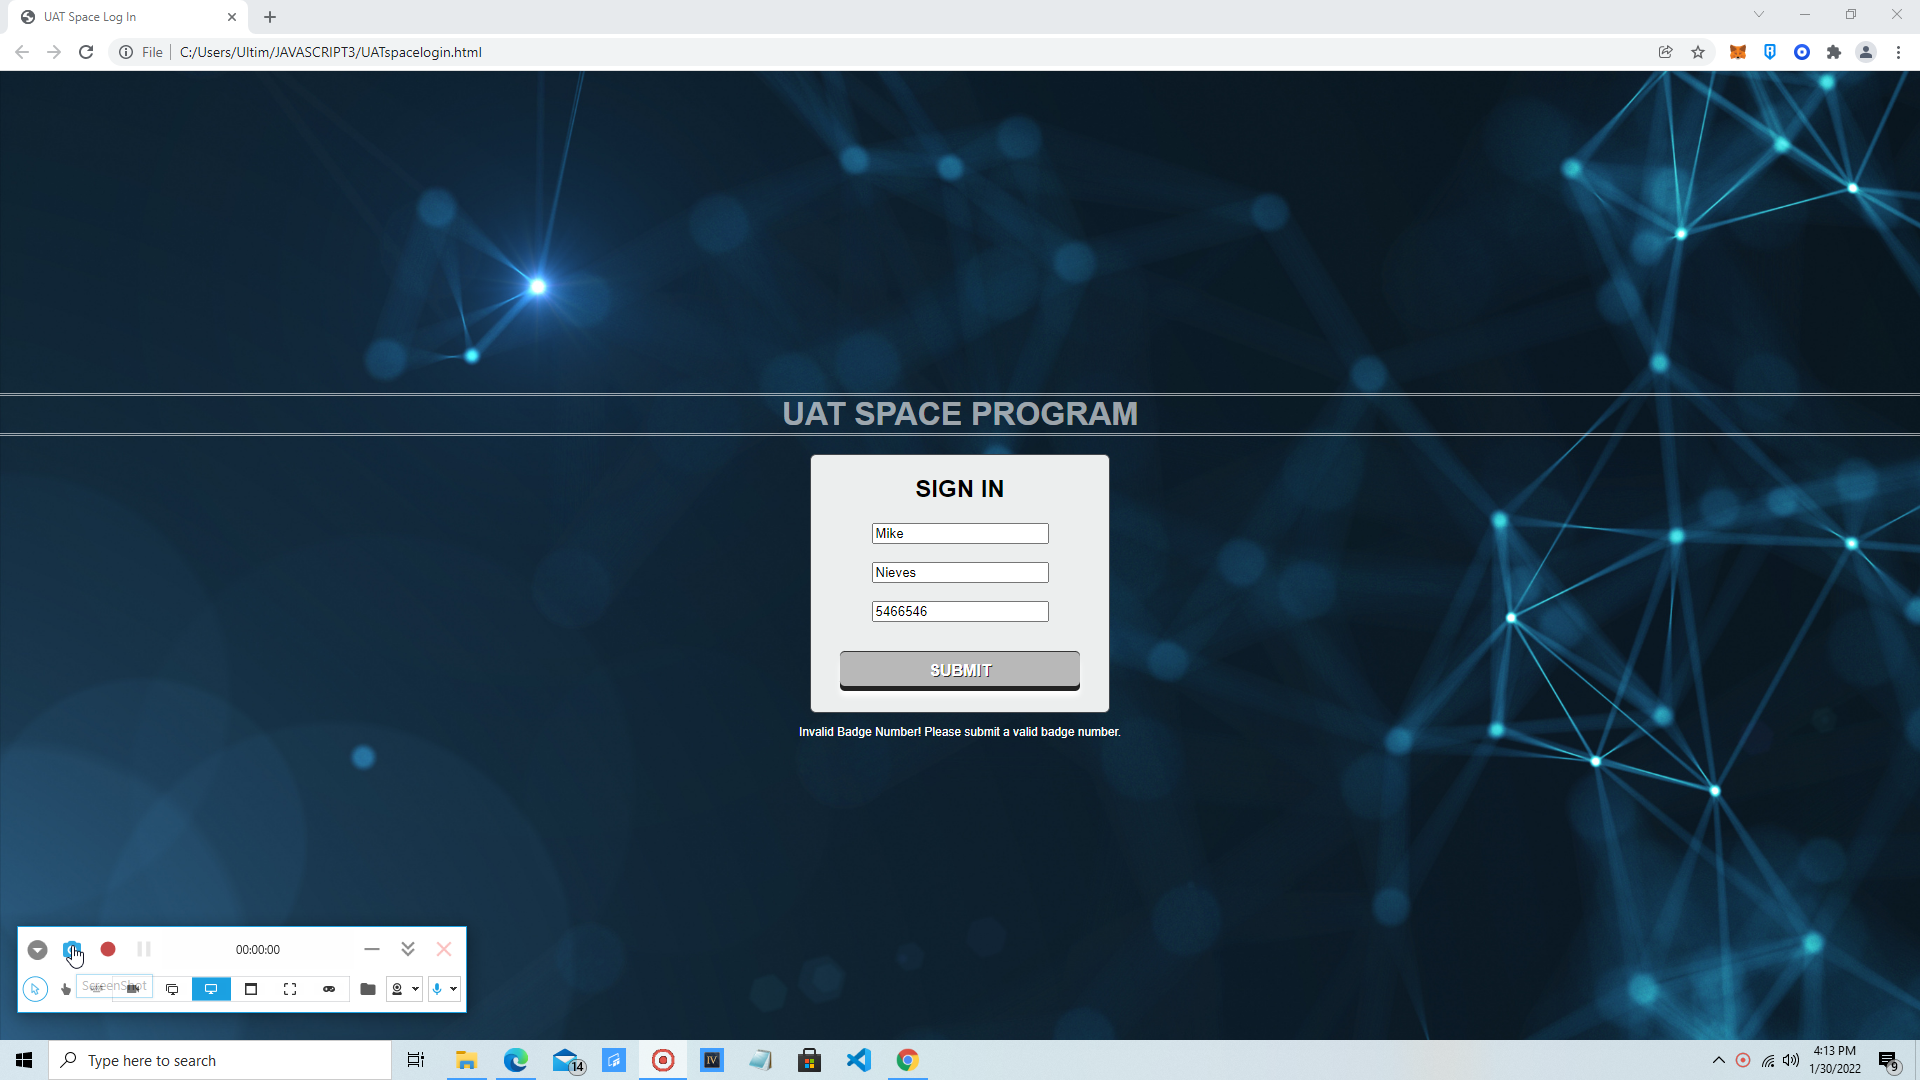 UAT Space Log In
File
C:/Users/Ultim/JAVASCRIPT3/UATspacelogin.html
UAT SPACE PROGRAM
SIGN IN
Mike
Nieves
5466546
SUBMIT
Invalid Badge Number! Please submit a valid badge number.
00:00:00
ScreenShot
Type here to search
14
IV
4:13 PM
1/30/2022
9